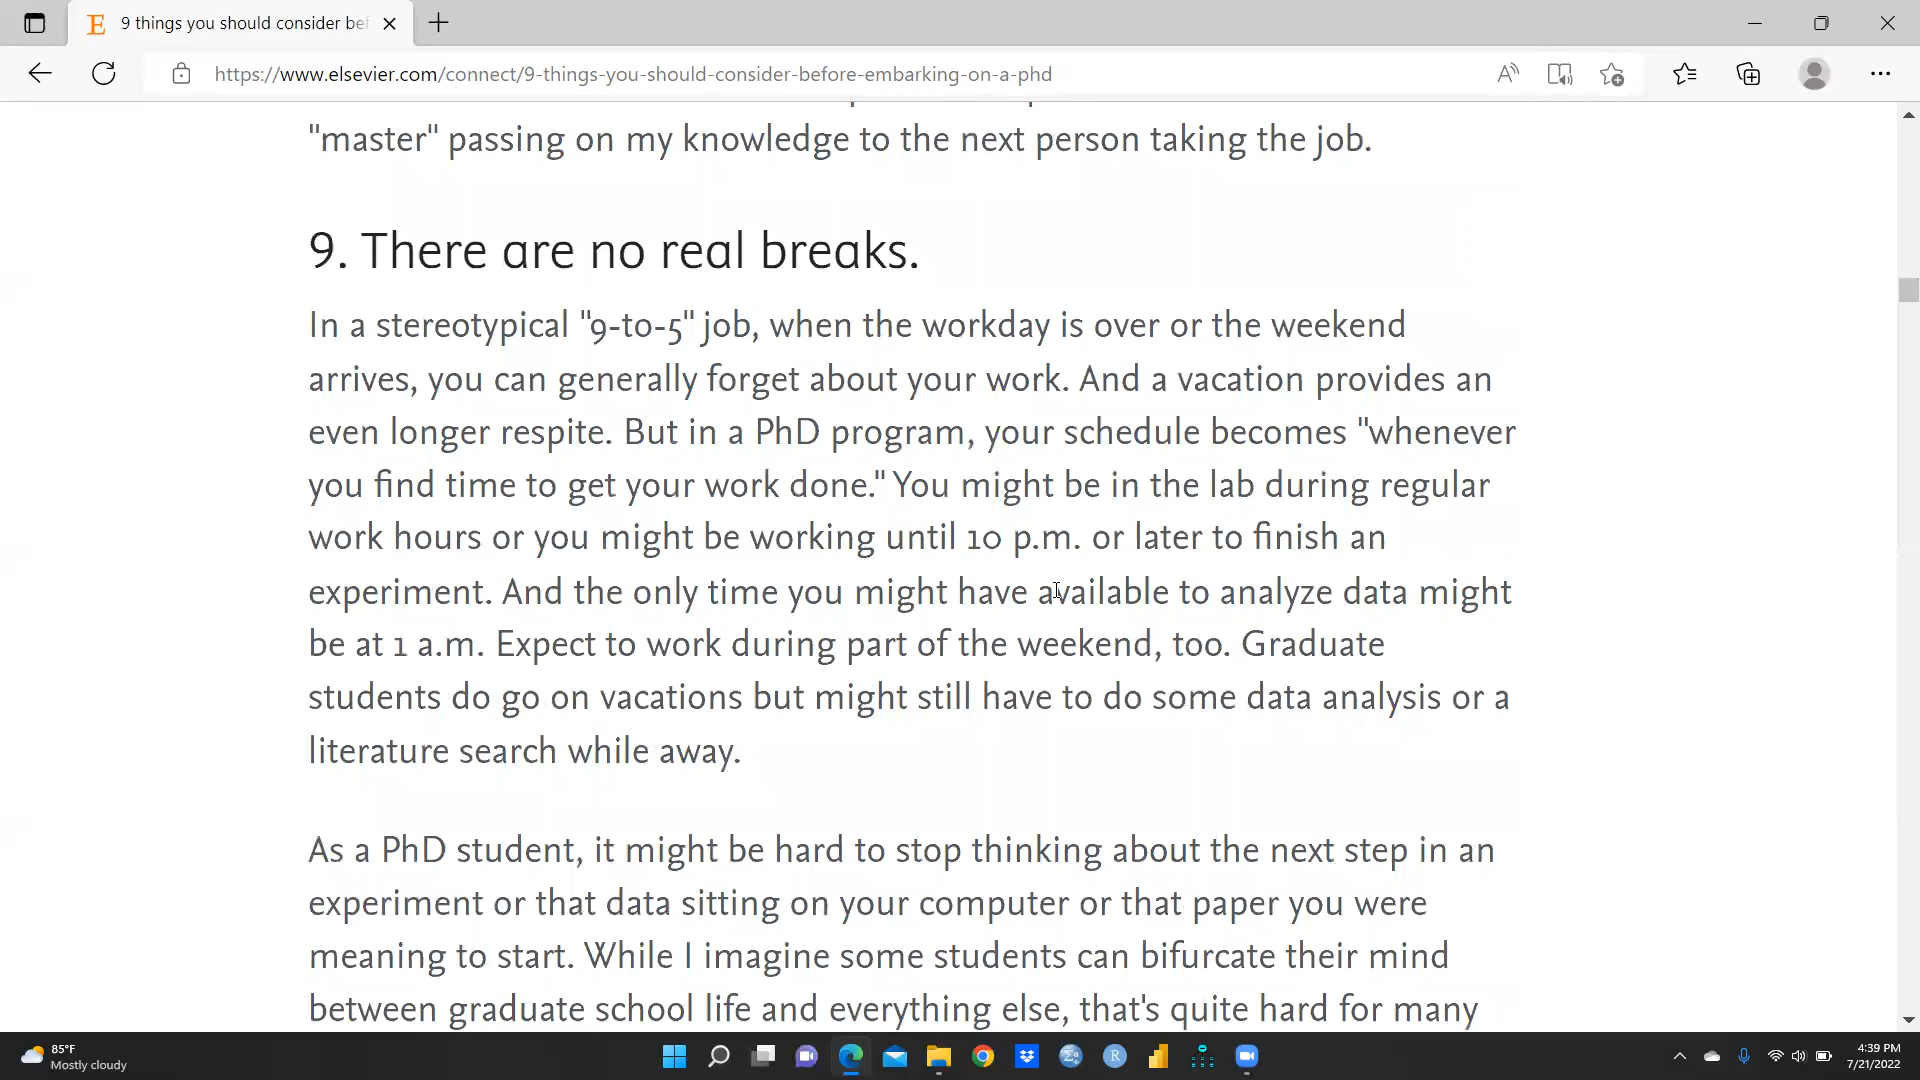 9 things you should consider bef
https://www.elsevier.com/connect/9-things-you-should-consider-before-embarking-on-a-phd
"master" passing on my knowledge to the next person taking the job.
9. There are no real breaks.
In a stereotypical "9-to-5" job, when the workday is over or the weekend
arrives, you can generally forget about your work. And a vacation provides an
even longer respite. But in a PhD program, your schedule becomes "whenever
you find time to get your work done." You might be in the lab during regular
work hours or you might be working until 10 p.m. or later to finish an
experiment. And the only time you might have available to analyze data might
be at 1 a.m. Expect to work during part of the weekend, too. Graduate
students do go on vacations but might still have to do some data analysis or a
literature search while away.
As a PhD student, it might be hard to stop thinking about the next step in an
experiment or that data sitting on your computer or that paper you were
meaning to start. While I imagine some students can bifurcate their mind
between graduate school life and everything else, that's quite hard for many
85°F
Mostly cloudy
4:39 PM
7/21/2022